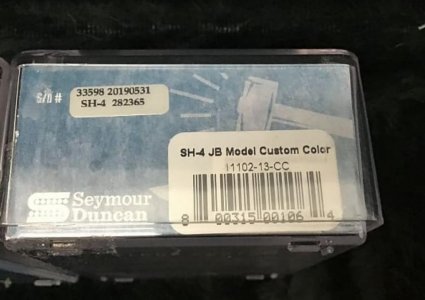 S/O #
33598 20190531
SH-4 282365
SH-4 JB Model Custom Color
11102-13-CC
8 00315 00106 4
Seymour
Duncan